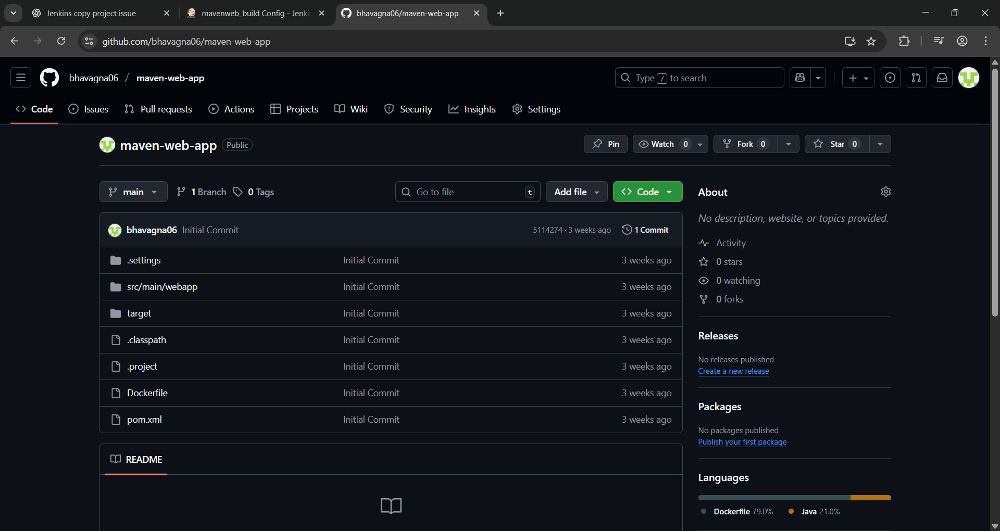 Jenkins copy project issue
mavenweb_build Config - Jenki
bhavagna06/maven-web-app
github.com/bhavagna06/maven-web-app
bhavagna06 / maven-web-app
Type / to search
Code
Issues
Pull requests
Actions
Projects
Wiki
Security
Insights
Settings
maven-web-app Public
Pin
Watch 0
Fork 0
Star 0
main
1 Branch
0 Tags
Go to file t
Add file
Code
bhavagna06 Initial Commit 5114274 · 3 weeks ago 1 Commit
.settings Initial Commit 3 weeks ago
src/main/webapp Initial Commit 3 weeks ago
target Initial Commit 3 weeks ago
.classpath Initial Commit 3 weeks ago
.project Initial Commit 3 weeks ago
Dockerfile Initial Commit 3 weeks ago
pom.xml Initial Commit 3 weeks ago
README
About
No description, website, or topics provided.
Activity
0 stars
0 watching
0 forks
Releases
No releases published
Create a new release
Packages
No packages published
Publish your first package
Languages
Dockerfile 79.0% Java 21.0%